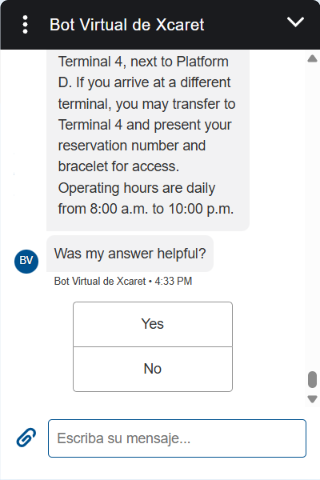 Bot Virtual de Xcaret
Terminal 4, next to Platform
D. If you arrive at a different
terminal, you may transfer to
Terminal 4 and present your
reservation number and
bracelet for access.
Operating hours are daily
from 8:00 a.m. to 10:00 p.m.
BV
Was my answer helpful?
Bot Virtual de Xcaret • 4:33 PM
Yes
No
Escriba su mensaje...